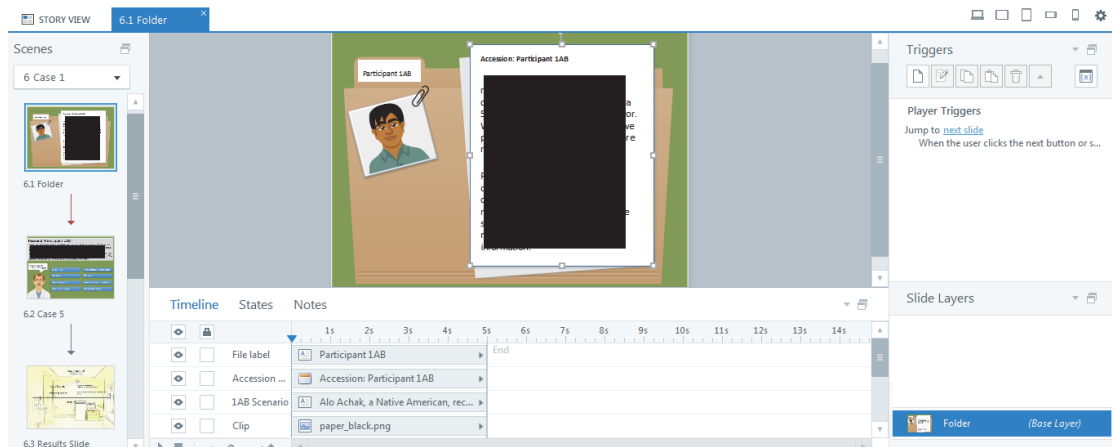 STORY VIEW
6.1 Folder
Scenes
6 Case 1
6.1 Folder
6.2 Case 5
6.3 Results Slide
Participant 1AB
Accession: Participant 1AB
information.
Timeline States Notes
1s 2s 3s 4s 5s 6s 7s 8s 9s 10s 11s 12s 13s 14s
File label Participant 1AB End
Accession ... Accession: Participant 1AB
1AB Scenario Alo Achak, a Native American, rec...
Clip paper_black.png
Triggers
Player Triggers
Jump to next slide
When the user clicks the next button or s...
Slide Layers
Folder (Base Layer)